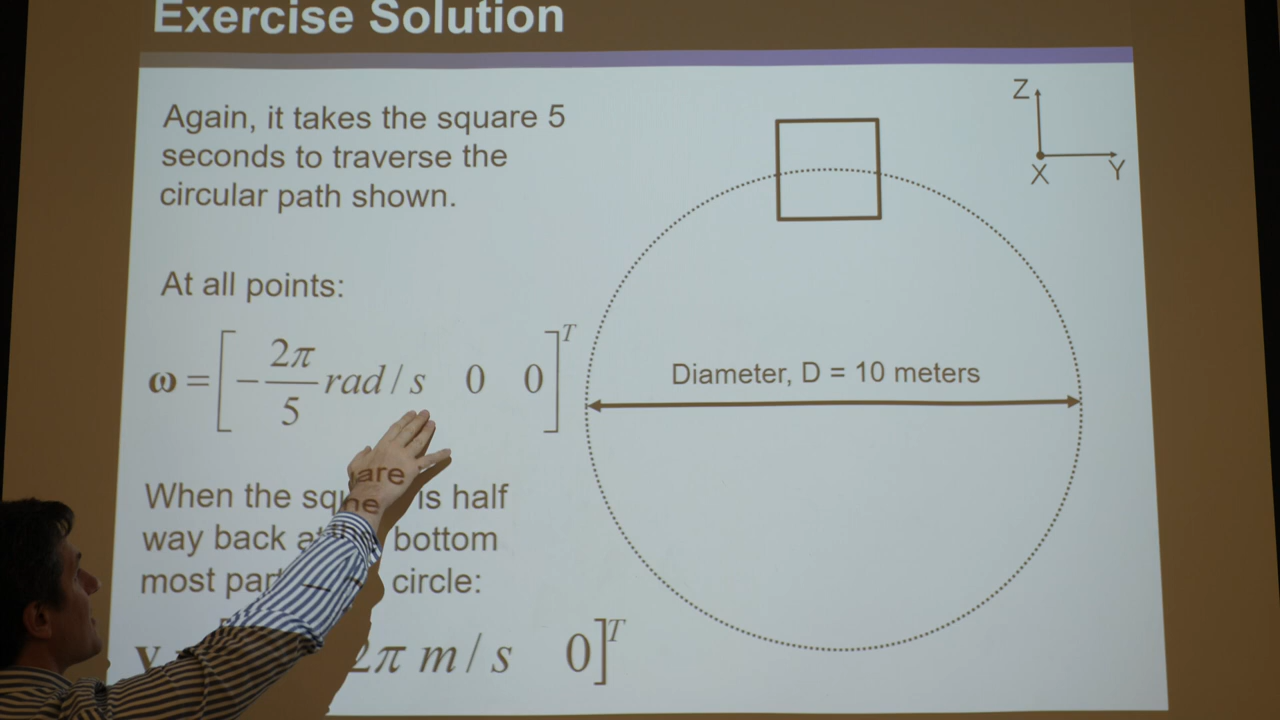 Exercise Solution
Again, it takes the square 5
seconds to traverse the
circular path shown.
At all points:
ω = [ -2π/5 rad / s 0 0 ]^T
When the square is half
way back at bottom
most part circle:
2π m / s 0 ]^T
Z
X Y
Diameter, D = 10 meters